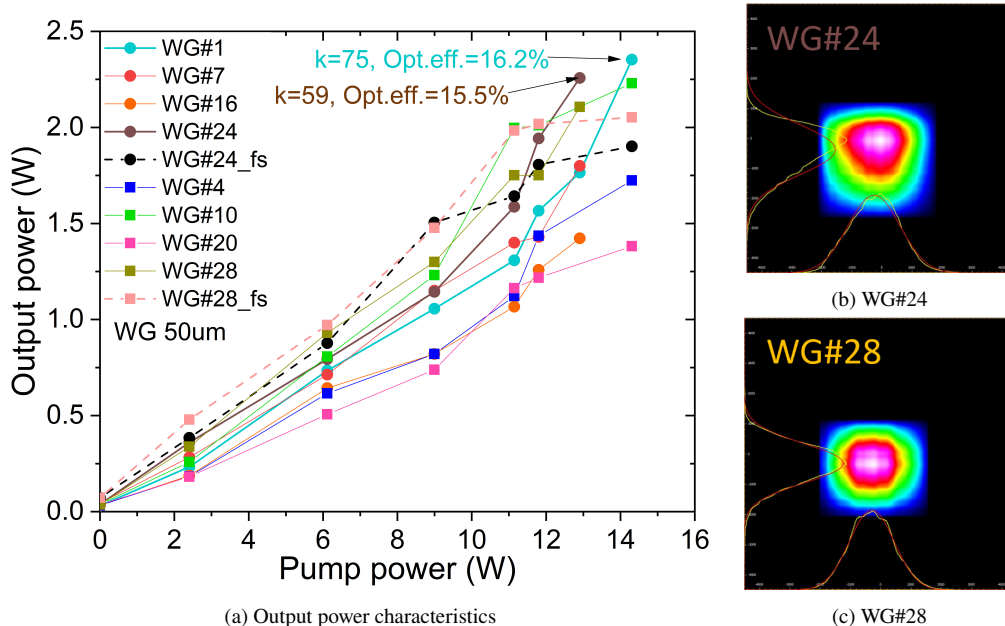 WG#1
WG#7
WG#16
WG#24
WG#24_fs
WG#4
WG#10
WG#20
WG#28
WG#28_fs
WG 50um
k=75, Opt.eff.=16.2%
k=59, Opt.eff.=15.5%
2.5
2.0
1.5
1.0
0.5
0.0
Output power (W)
0 2 4 6 8 10 12 14 16
Pump power (W)
(a) Output power characteristics
WG#24
(b) WG#24
WG#28
(c) WG#28